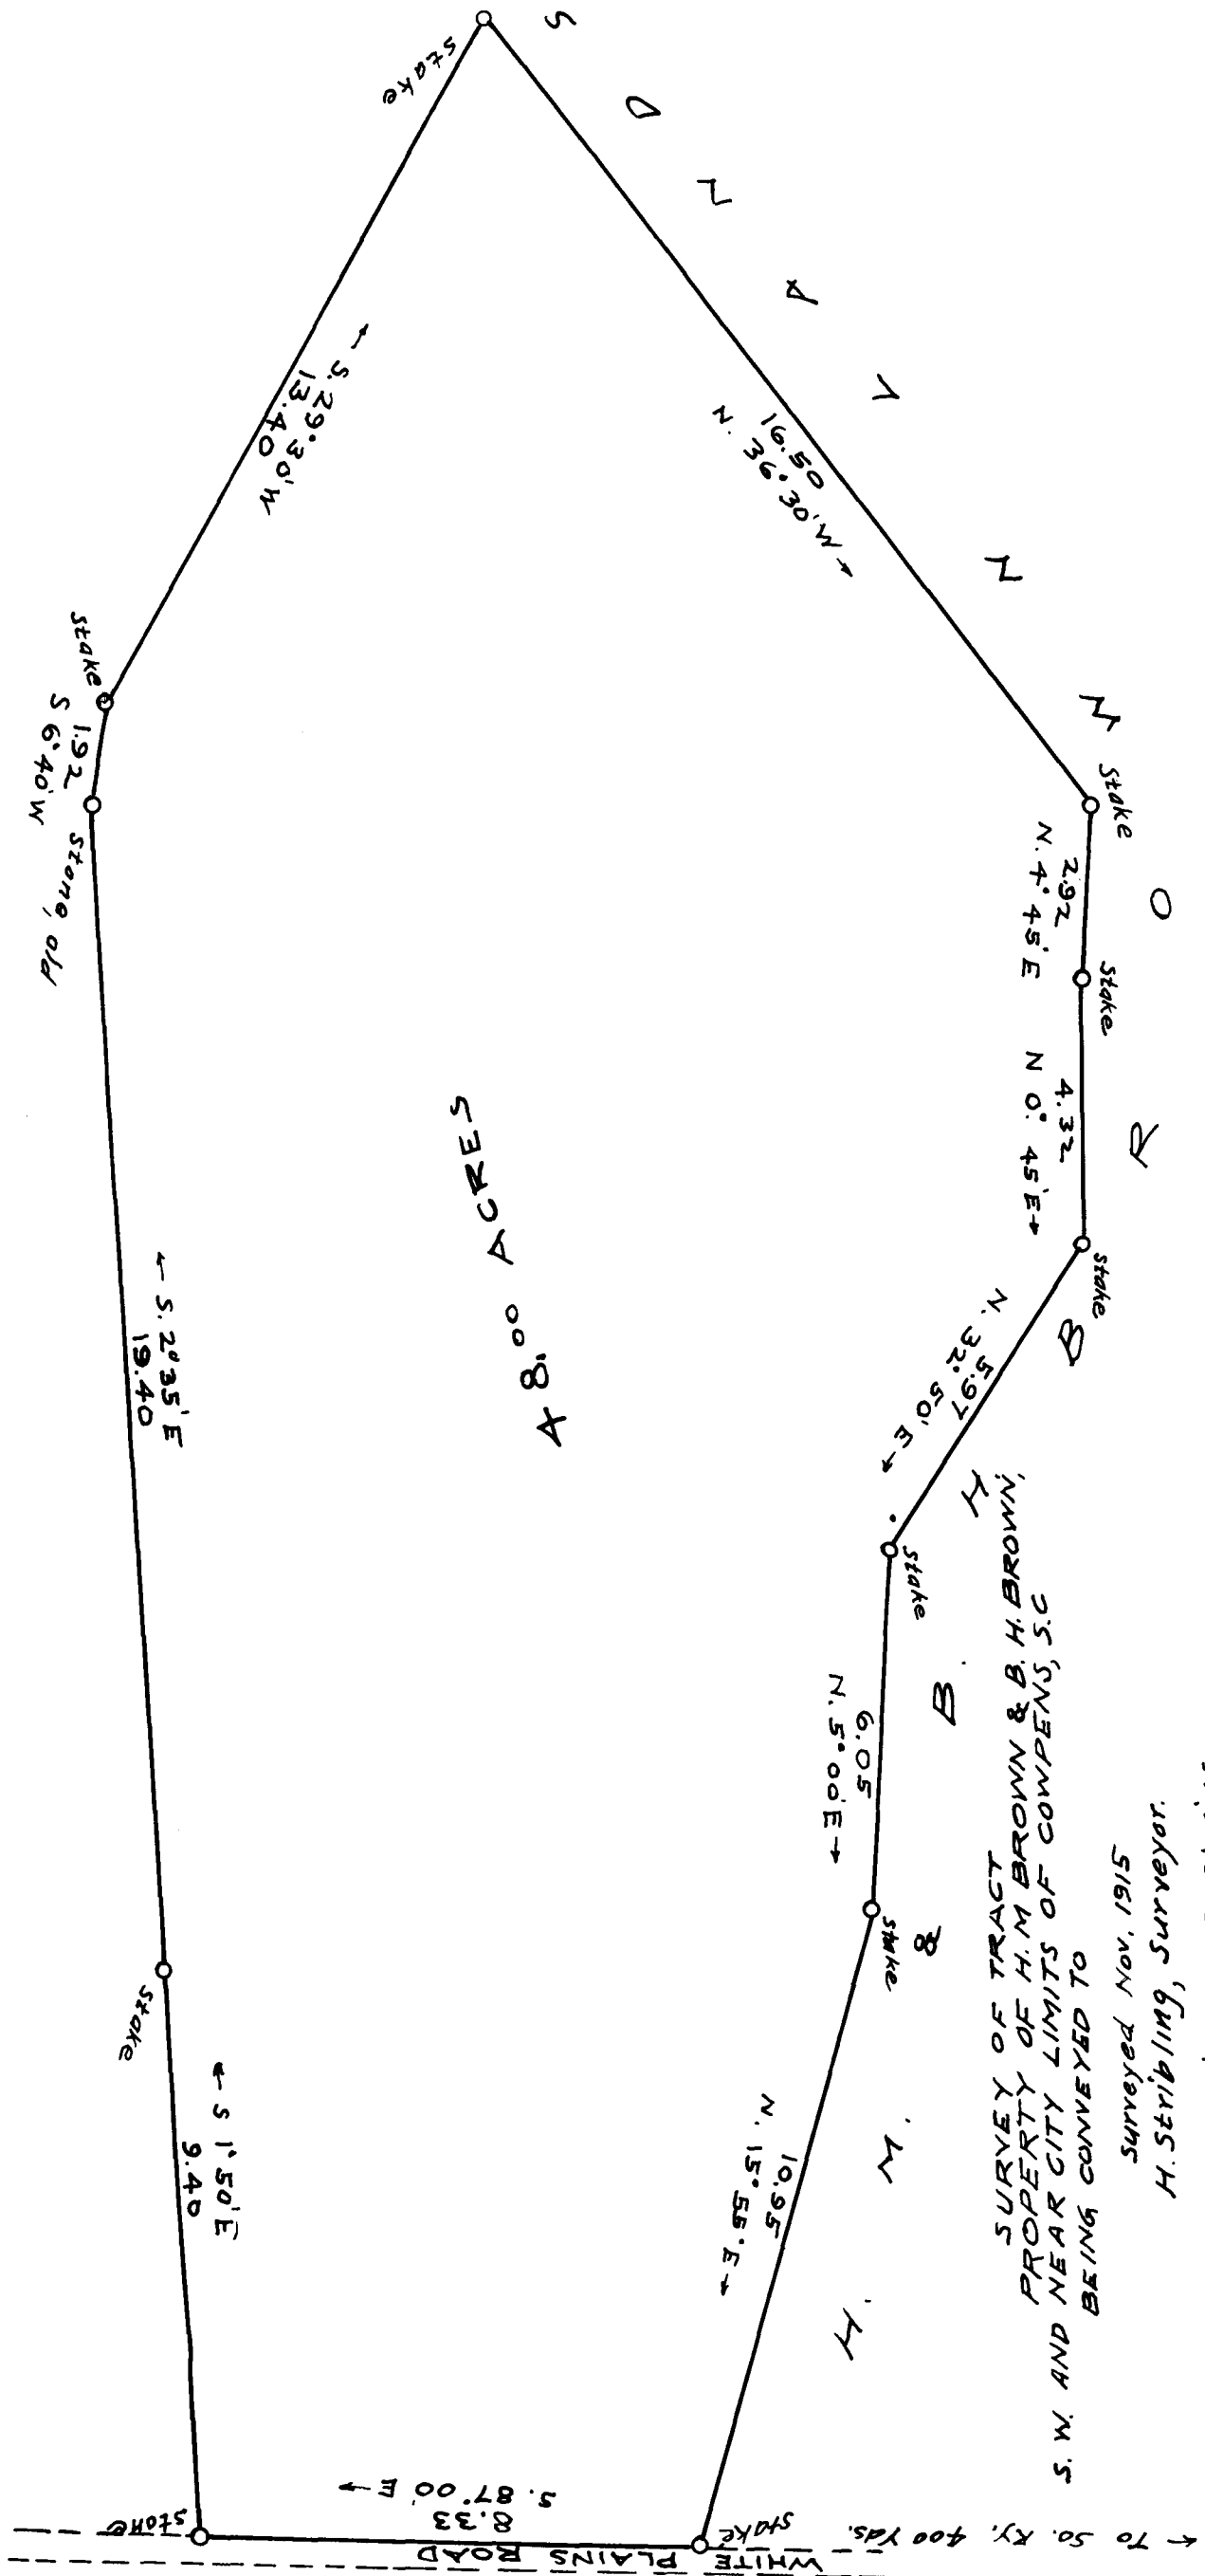 SURVEY OF TRACT
PROPERTY OF H. M BROWN & B. H. BROWN,
S. W. AND NEAR CITY LIMITS OF COWPENS, S.C
BEING CONVEYED TO
Surveyed Nov. 1915
H. Stribling, Surveyor.
← To So. Ry. 400 Yds.
WHITE PLAINS ROAD
stake
8.33
S. 87°00' E →
stone
← S 1° 50' E
9.40
stake
← S. 2° 35' E
19.40
stone, old
1.92
S 6° 40' W
stake
← S. 29° 30' W
13.40
stake
16.50
N. 36° 30' W →
stake
2.92
N. 4° 45' E
stake
4.32
N 0° 45' E →
stake
5.97
N. 32° 50' E →
stake
6.05
N. 5° 00' E →
stake
10.95
N. 15° 55' E →
48.00 ACRES
H. M. & B. H. BROWN LANDS